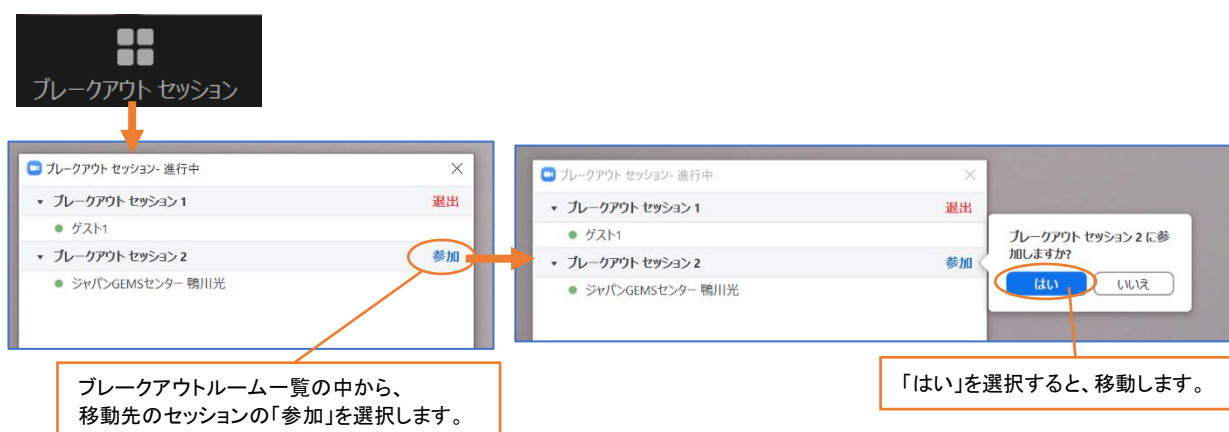 ブレークアウト セッション
ブレークアウト セッション- 進行中
ブレークアウト セッション 1 退出
ゲスト1
ブレークアウト セッション 2 参加
ジャパンGEMSセンター 鴨川光
ブレークアウトルーム一覧の中から、
移動先のセッションの「参加」を選択します。
ブレークアウト セッション- 進行中
ブレークアウト セッション 1 退出
ゲスト1
ブレークアウト セッション 2 参加
ジャパンGEMSセンター 鴨川光
ブレークアウト セッション 2 に参
加しますか?
はい いいえ
「はい」を選択すると、移動します。